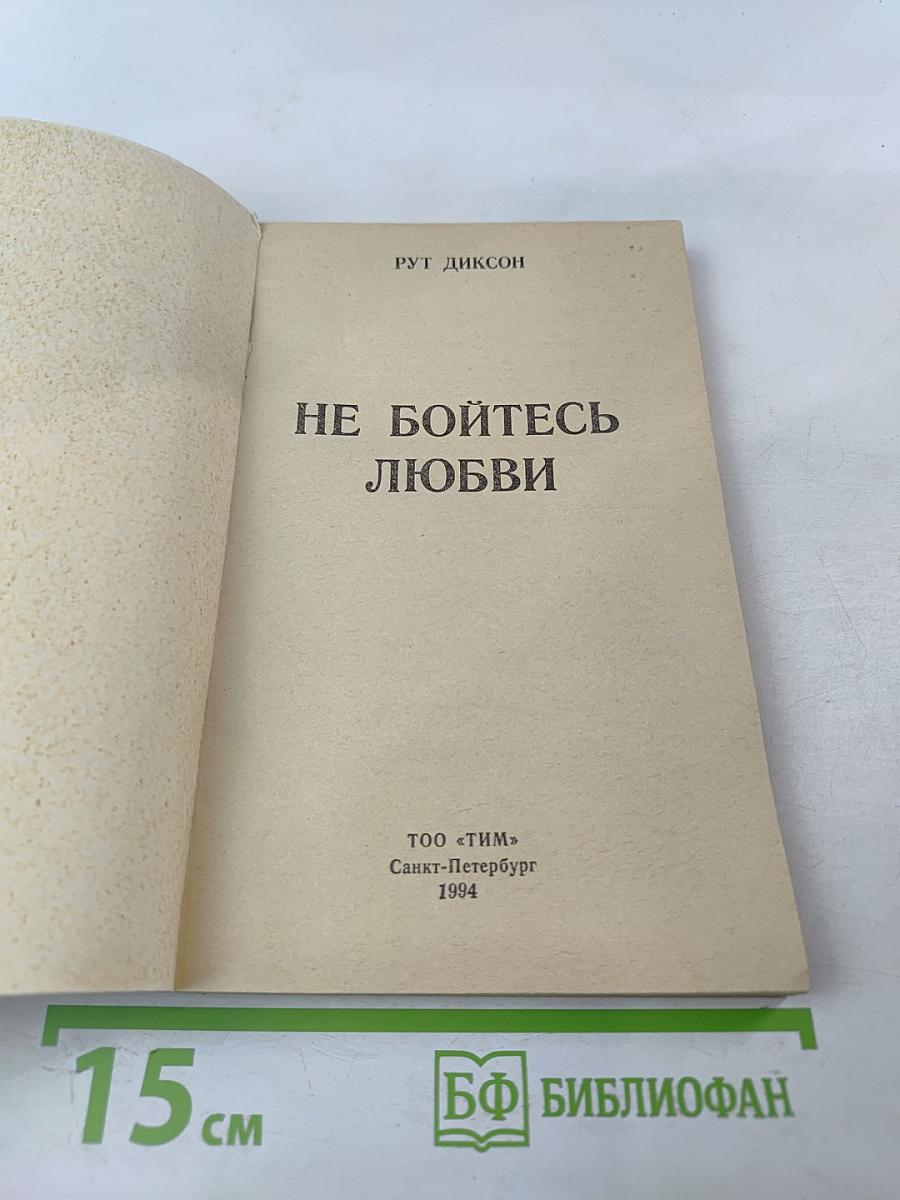 РУТ ДИКСОН
НЕ БОЙТЕСЬ
ЛЮБВИ
ТОО «ТИМ»
Санкт-Петербург
1994
15 см
БФ БИБЛИОФАН